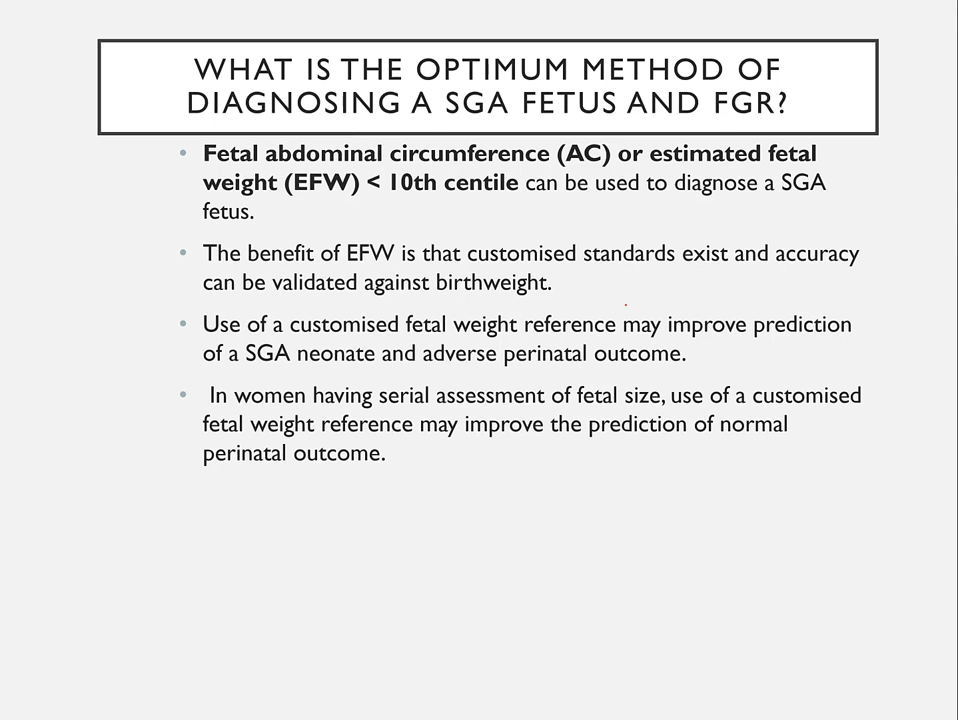 WHAT IS THE OPTIMUM METHOD OF
DIAGNOSING A SGA FETUS AND FGR?
• Fetal abdominal circumference (AC) or estimated fetal
weight (EFW) < 10th centile can be used to diagnose a SGA
fetus.
• The benefit of EFW is that customised standards exist and accuracy
can be validated against birthweight.
• Use of a customised fetal weight reference may improve prediction
of a SGA neonate and adverse perinatal outcome.
• In women having serial assessment of fetal size, use of a customised
fetal weight reference may improve the prediction of normal
perinatal outcome.